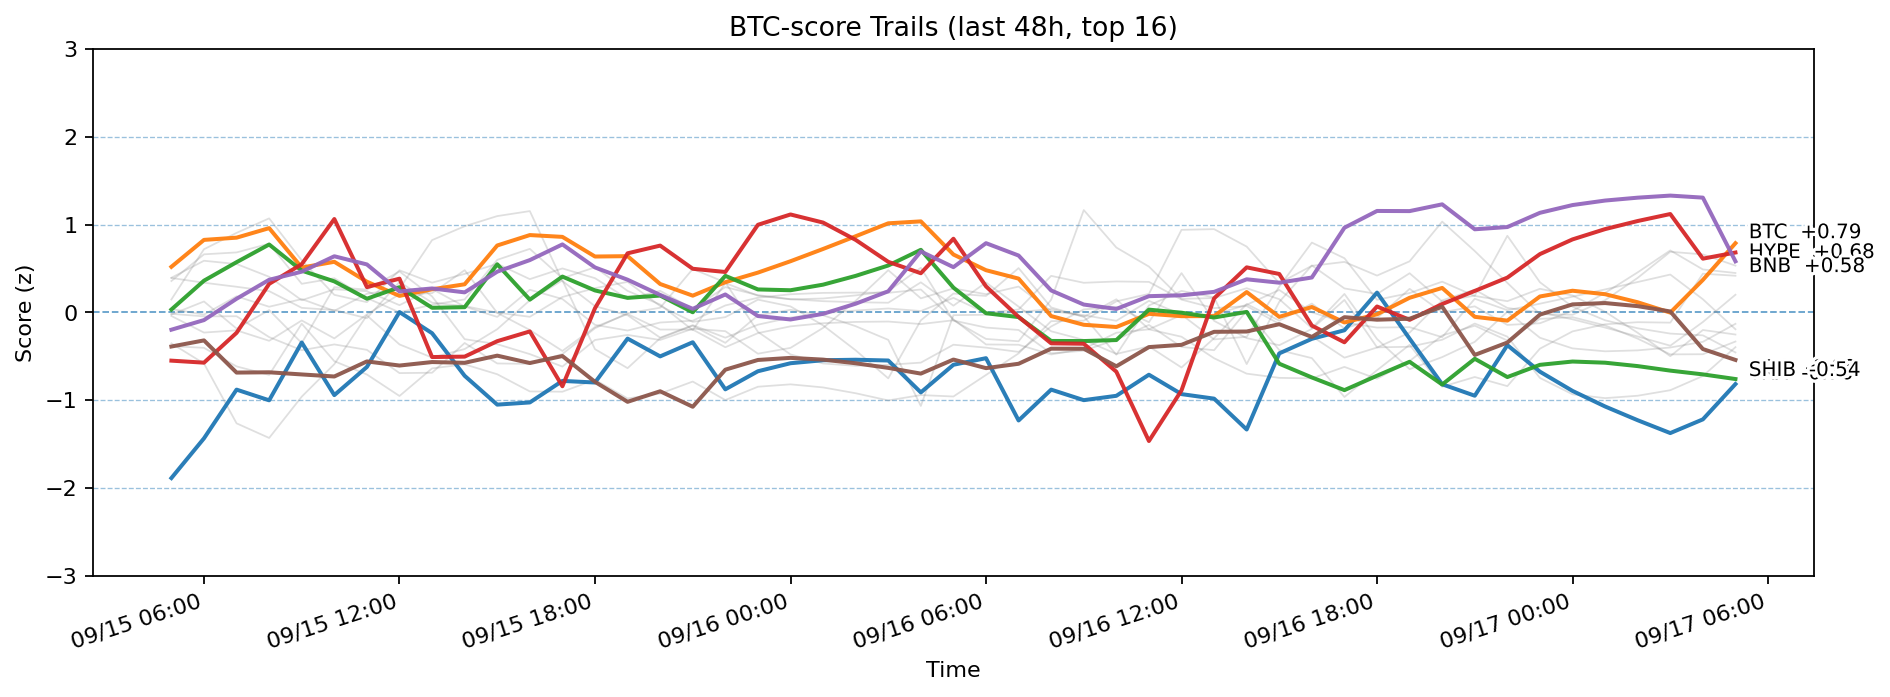 BTC-score Trails (last 48h, top 16)
Score (z)
3
2
1
0
−1
−2
−3
BTC +0.79
HYPE +0.68
BNB +0.58
SHIB -0.54
09/15 06:00
09/15 12:00
09/15 18:00
09/16 00:00
09/16 06:00
09/16 12:00
09/16 18:00
09/17 00:00
09/17 06:00
Time